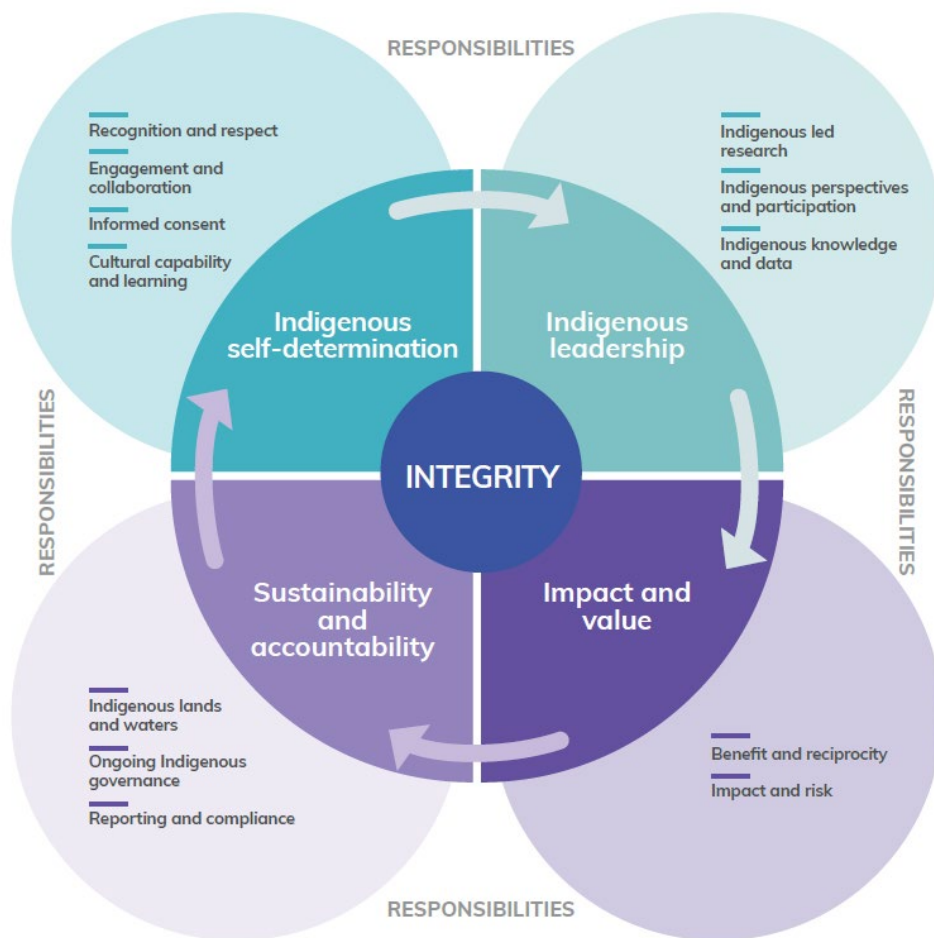 RESPONSIBILITIES
Recognition and respect
Engagement and
collaboration
Informed consent
Cultural capability
and learning
Indigenous led
research
Indigenous perspectives
and participation
Indigenous knowledge
and data
Indigenous
self-determination
Indigenous
leadership
RESPONSIBILITIES
RESPONSIBILITIES
INTEGRITY
Sustainability
and
accountability
Impact and
value
Indigenous lands
and waters
Ongoing Indigenous
governance
Reporting and compliance
Benefit and reciprocity
Impact and risk
RESPONSIBILITIES